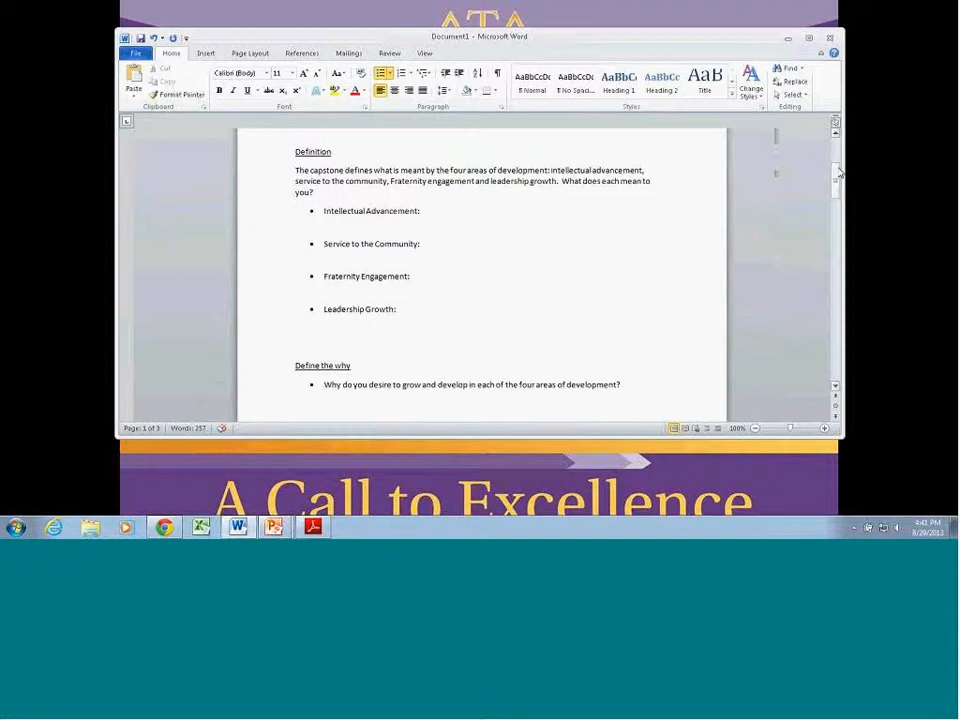 ATA
Document1 - Microsoft Word
File Home Insert Page Layout References Mailings Review View
Cut
Copy
Paste Format Painter
Calibri (Body) 11
AaBbCcDc AaBbCcDc AaBbC AaBbCc AaB
¶ Normal ¶ No Spaci... Heading 1 Heading 2 Title
Change Styles
Find
Replace
Select
Clipboard Font Paragraph Styles Editing
Definition
The capstone defines what is meant by the four areas of development: intellectual advancement,
service to the community, Fraternity engagement and leadership growth. What does each mean to
you?
• Intellectual Advancement:
• Service to the Community:
• Fraternity Engagement:
• Leadership Growth:
Define the why
• Why do you desire to grow and develop in each of the four areas of development?
Page: 1 of 3 Words: 257 100%
A Call to Excellence
4:41 PM
8/29/2013